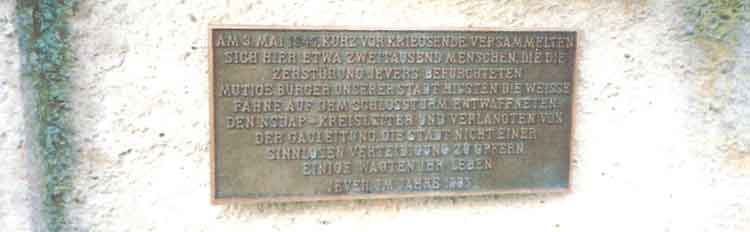 AM 3. MAI 1945, KURZ VOR KRIEGSENDE VERSAMMELTEN
SICH HIER ETWA ZWEITAUSEND MENSCHEN, DIE DIE
ZERSTÖRUNG JEVERS BEFÜRCHTETEN
MUTIGE BÜRGER UNSERER STADT HISSTEN DIE WEISSE
FAHNE AUF DEM SCHLOSSTURM, ENTWAFFNETEN
DEN NSDAP-KREISLEITER UND VERLANGTEN VON
DER GAULEITUNG, DIE STADT NICHT EINER
SINNLOSEN VERTEIDIGUNG ZU OPFERN
EINIGE WAGTEN IHR LEBEN
JEVER IM JAHRE